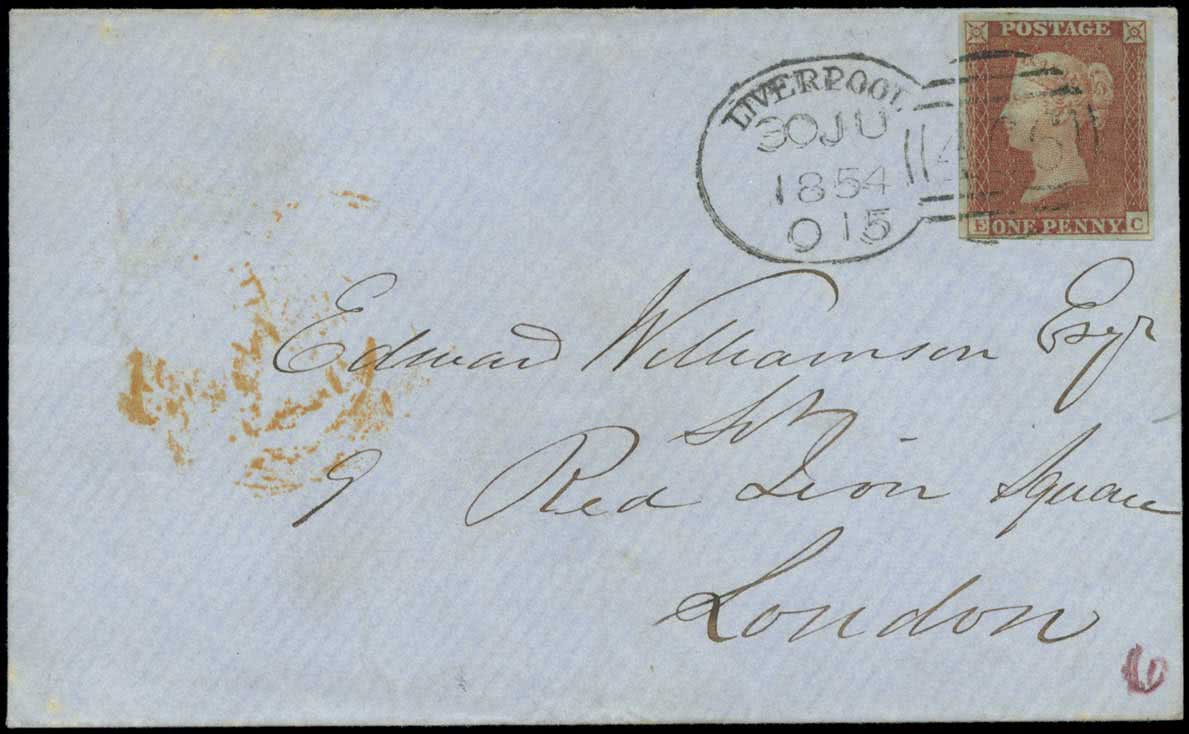 POSTAGE
LIVERPOOL
30 JU
1854
O 15
E ONE PENNY C
Edward Williamson Esqr
9 Red Lion Square
London